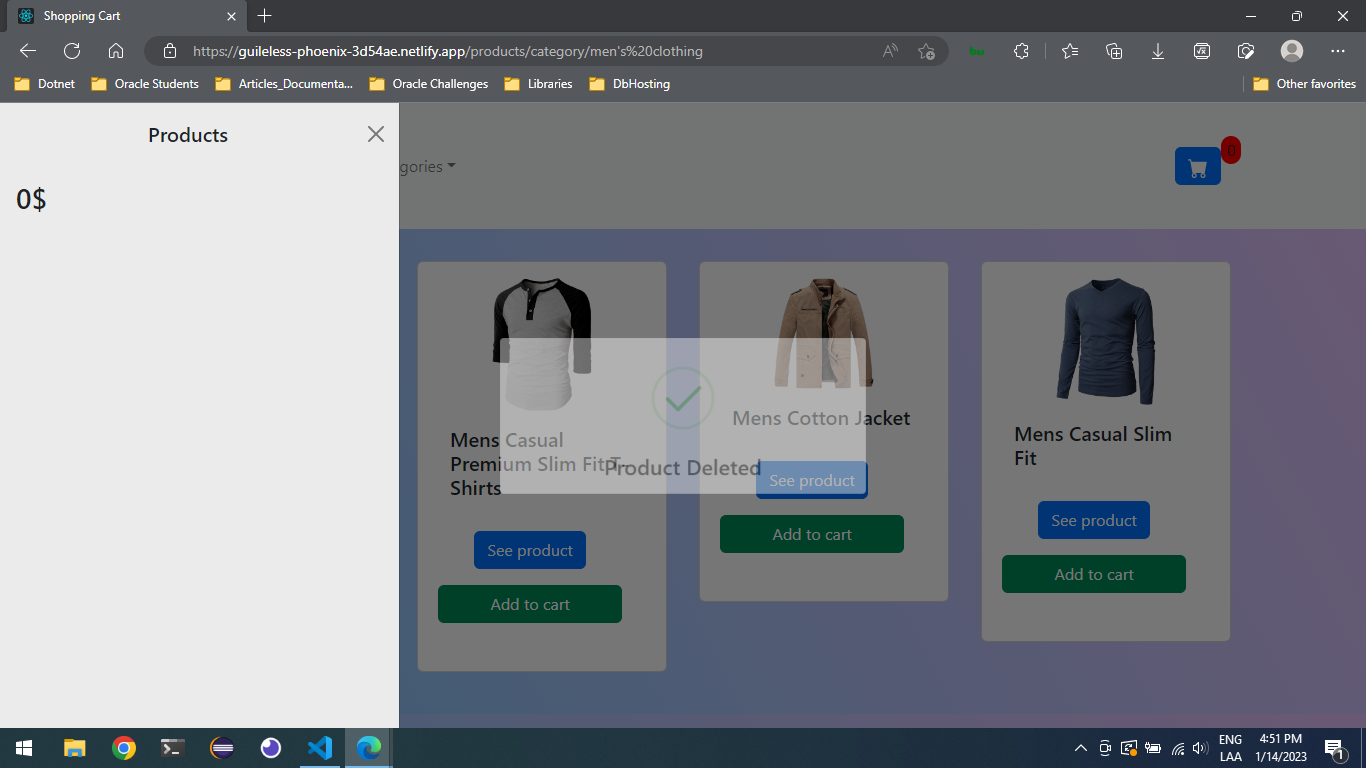 Shopping Cart
https://guileless-phoenix-3d54ae.netlify.app/products/category/men's%20clothing
Dotnet
Oracle Students
Articles_Documenta...
Oracle Challenges
Libraries
DbHosting
Other favorites
Products
gories
0
0$
Mens Casual
Premium Slim Fit T-
Shirts
See product
Add to cart
Mens Cotton Jacket
See product
Add to cart
Mens Casual Slim
Fit
See product
Add to cart
Product Deleted
ENG
LAA
4:51 PM
1/14/2023
1